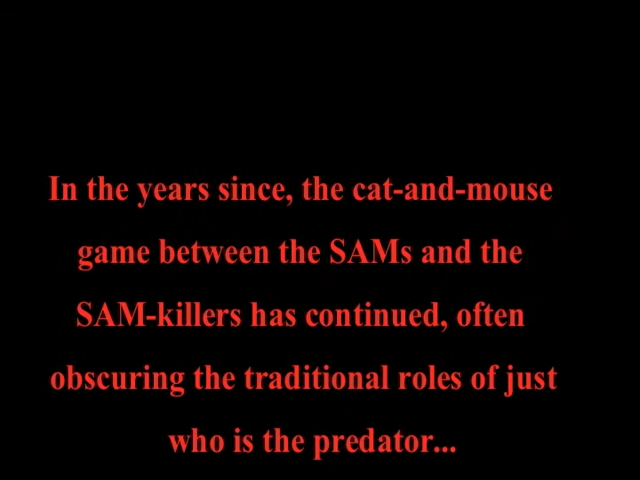 In the years since, the cat-and-mouse
game between the SAMs and the
SAM-killers has continued, often
obscuring the traditional roles of just
who is the predator...